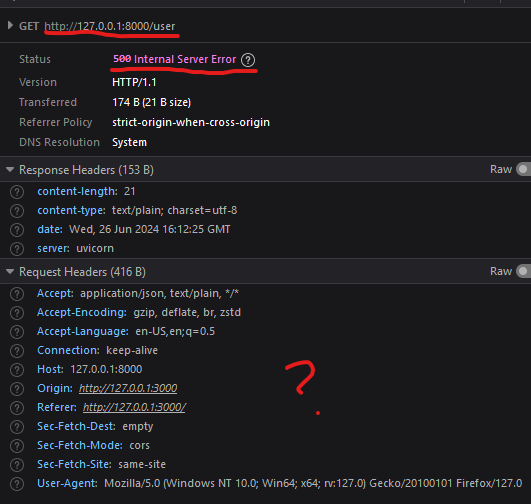 GET http://127.0.0.1:8000/user
Status 500 Internal Server Error ?
Version HTTP/1.1
Transferred 174 B (21 B size)
Referrer Policy strict-origin-when-cross-origin
DNS Resolution System
Response Headers (153 B) Raw
? content-length: 21
? content-type: text/plain; charset=utf-8
? date: Wed, 26 Jun 2024 16:12:25 GMT
? server: uvicorn
Request Headers (416 B) Raw
? Accept: application/json, text/plain, */*
? Accept-Encoding: gzip, deflate, br, zstd
? Accept-Language: en-US,en;q=0.5
? Connection: keep-alive
? Host: 127.0.0.1:8000
? Origin: http://127.0.0.1:3000
? Referer: http://127.0.0.1:3000/
? Sec-Fetch-Dest: empty
? Sec-Fetch-Mode: cors
? Sec-Fetch-Site: same-site
? User-Agent: Mozilla/5.0 (Windows NT 10.0; Win64; x64; rv:127.0) Gecko/20100101 Firefox/127.0
?